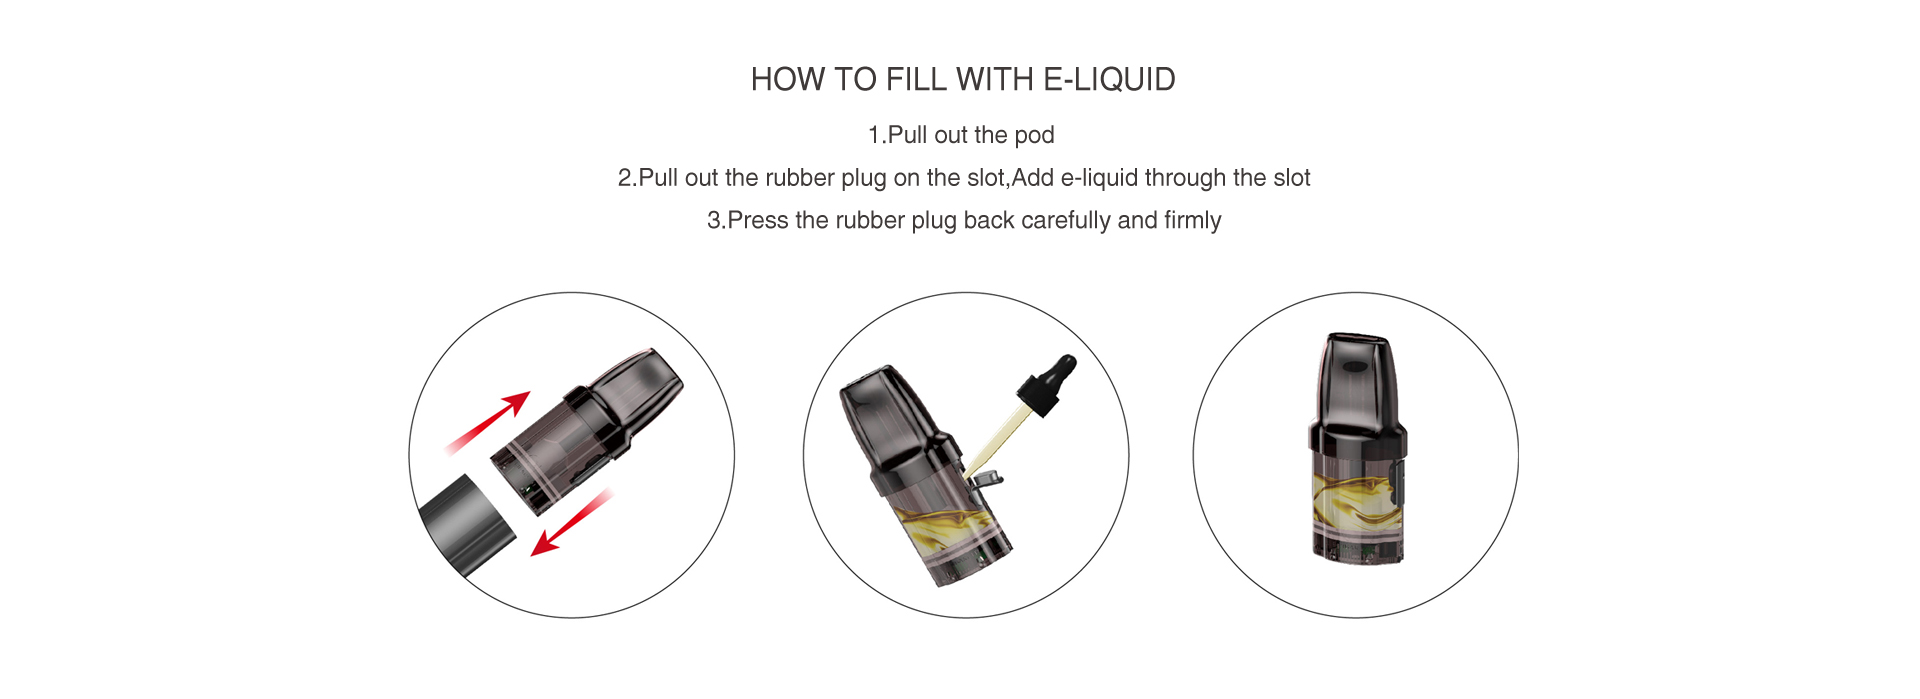 HOW TO FILL WITH E-LIQUID
1.Pull out the pod
2.Pull out the rubber plug on the slot,Add e-liquid through the slot
3.Press the rubber plug back carefully and firmly